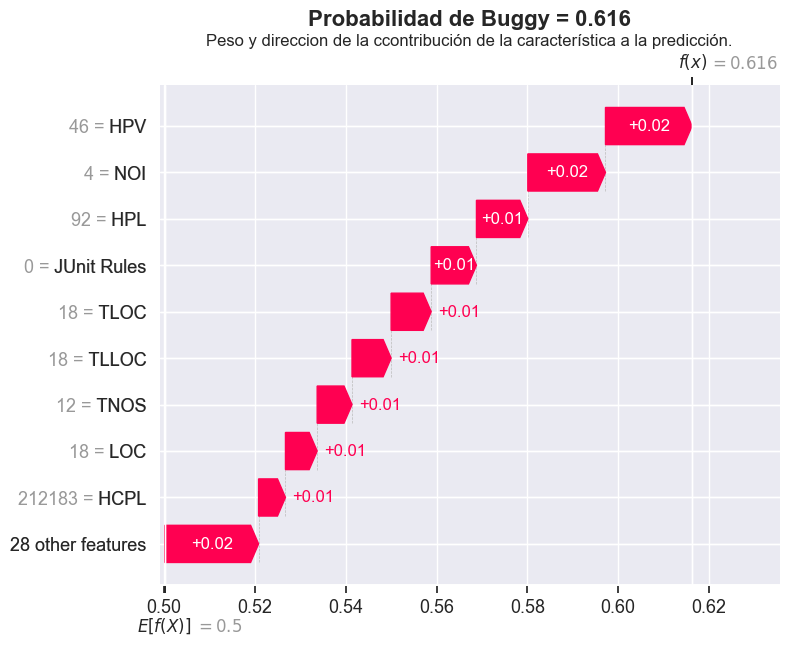 Probabilidad de Buggy = 0.616
Peso y direccion de la ccontribución de la característica a la predicción.
f(x) = 0.616
46 = HPV
+0.02
4 = NOI
+0.02
92 = HPL
+0.01
0 = JUnit Rules
+0.01
18 = TLOC
+0.01
18 = TLLOC
+0.01
12 = TNOS
+0.01
18 = LOC
+0.01
212183 = HCPL
+0.01
28 other features
+0.02
0.50 0.52 0.54 0.56 0.58 0.60 0.62
E[f(X)] = 0.5